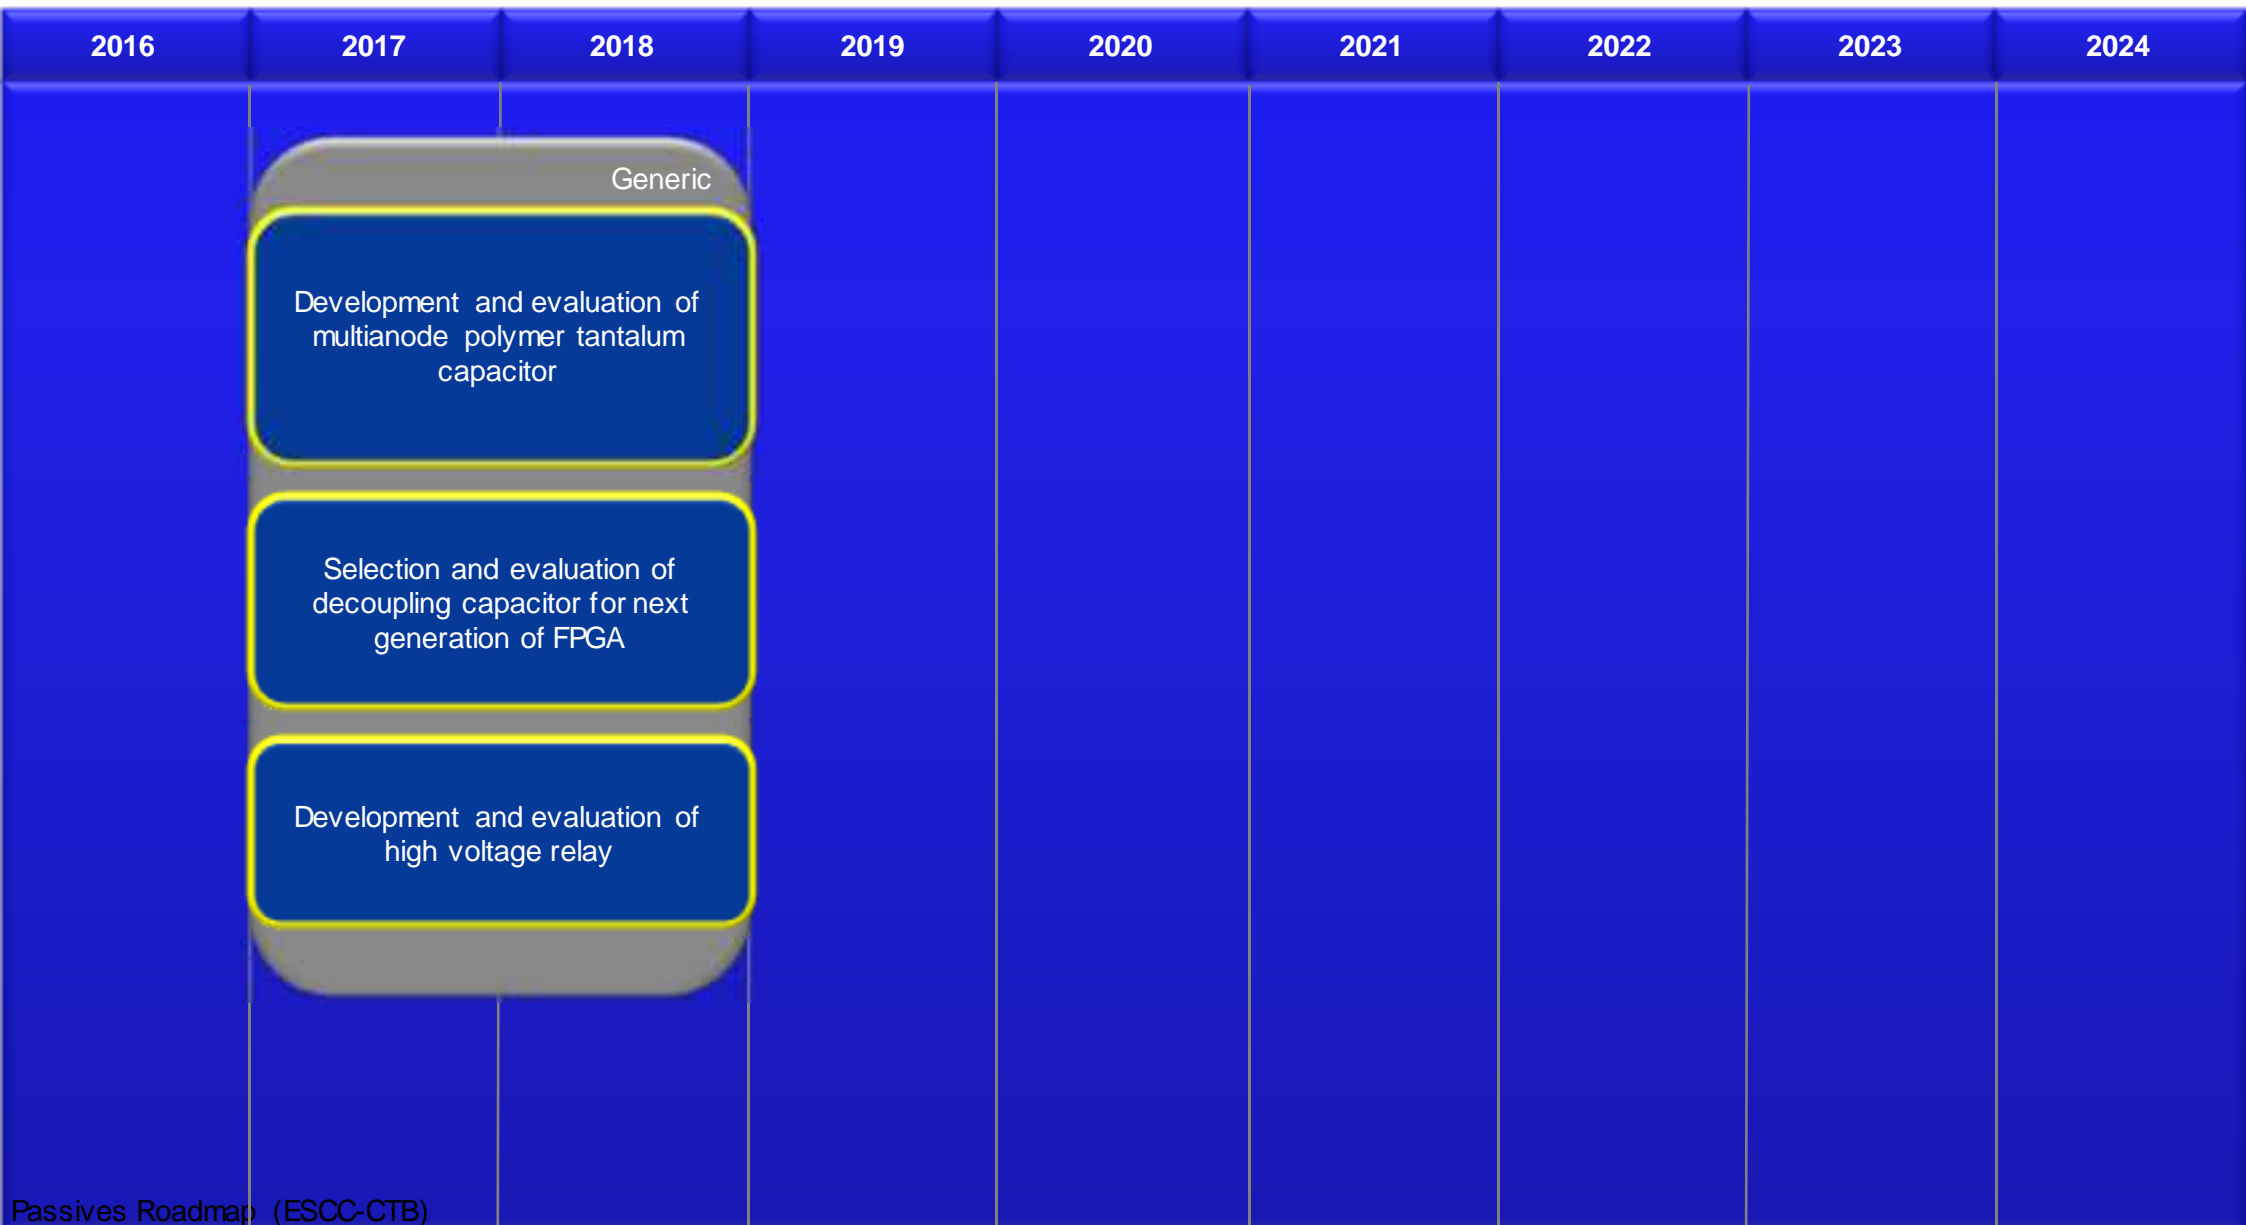 2016 2017 2018 2019 2020 2021 2022 2023 2024
Generic
Development and evaluation of
multianode polymer tantalum
capacitor
Selection and evaluation of
decoupling capacitor for next
generation of FPGA
Development and evaluation of
high voltage relay
Passives Roadmap (ESCC-CTB)